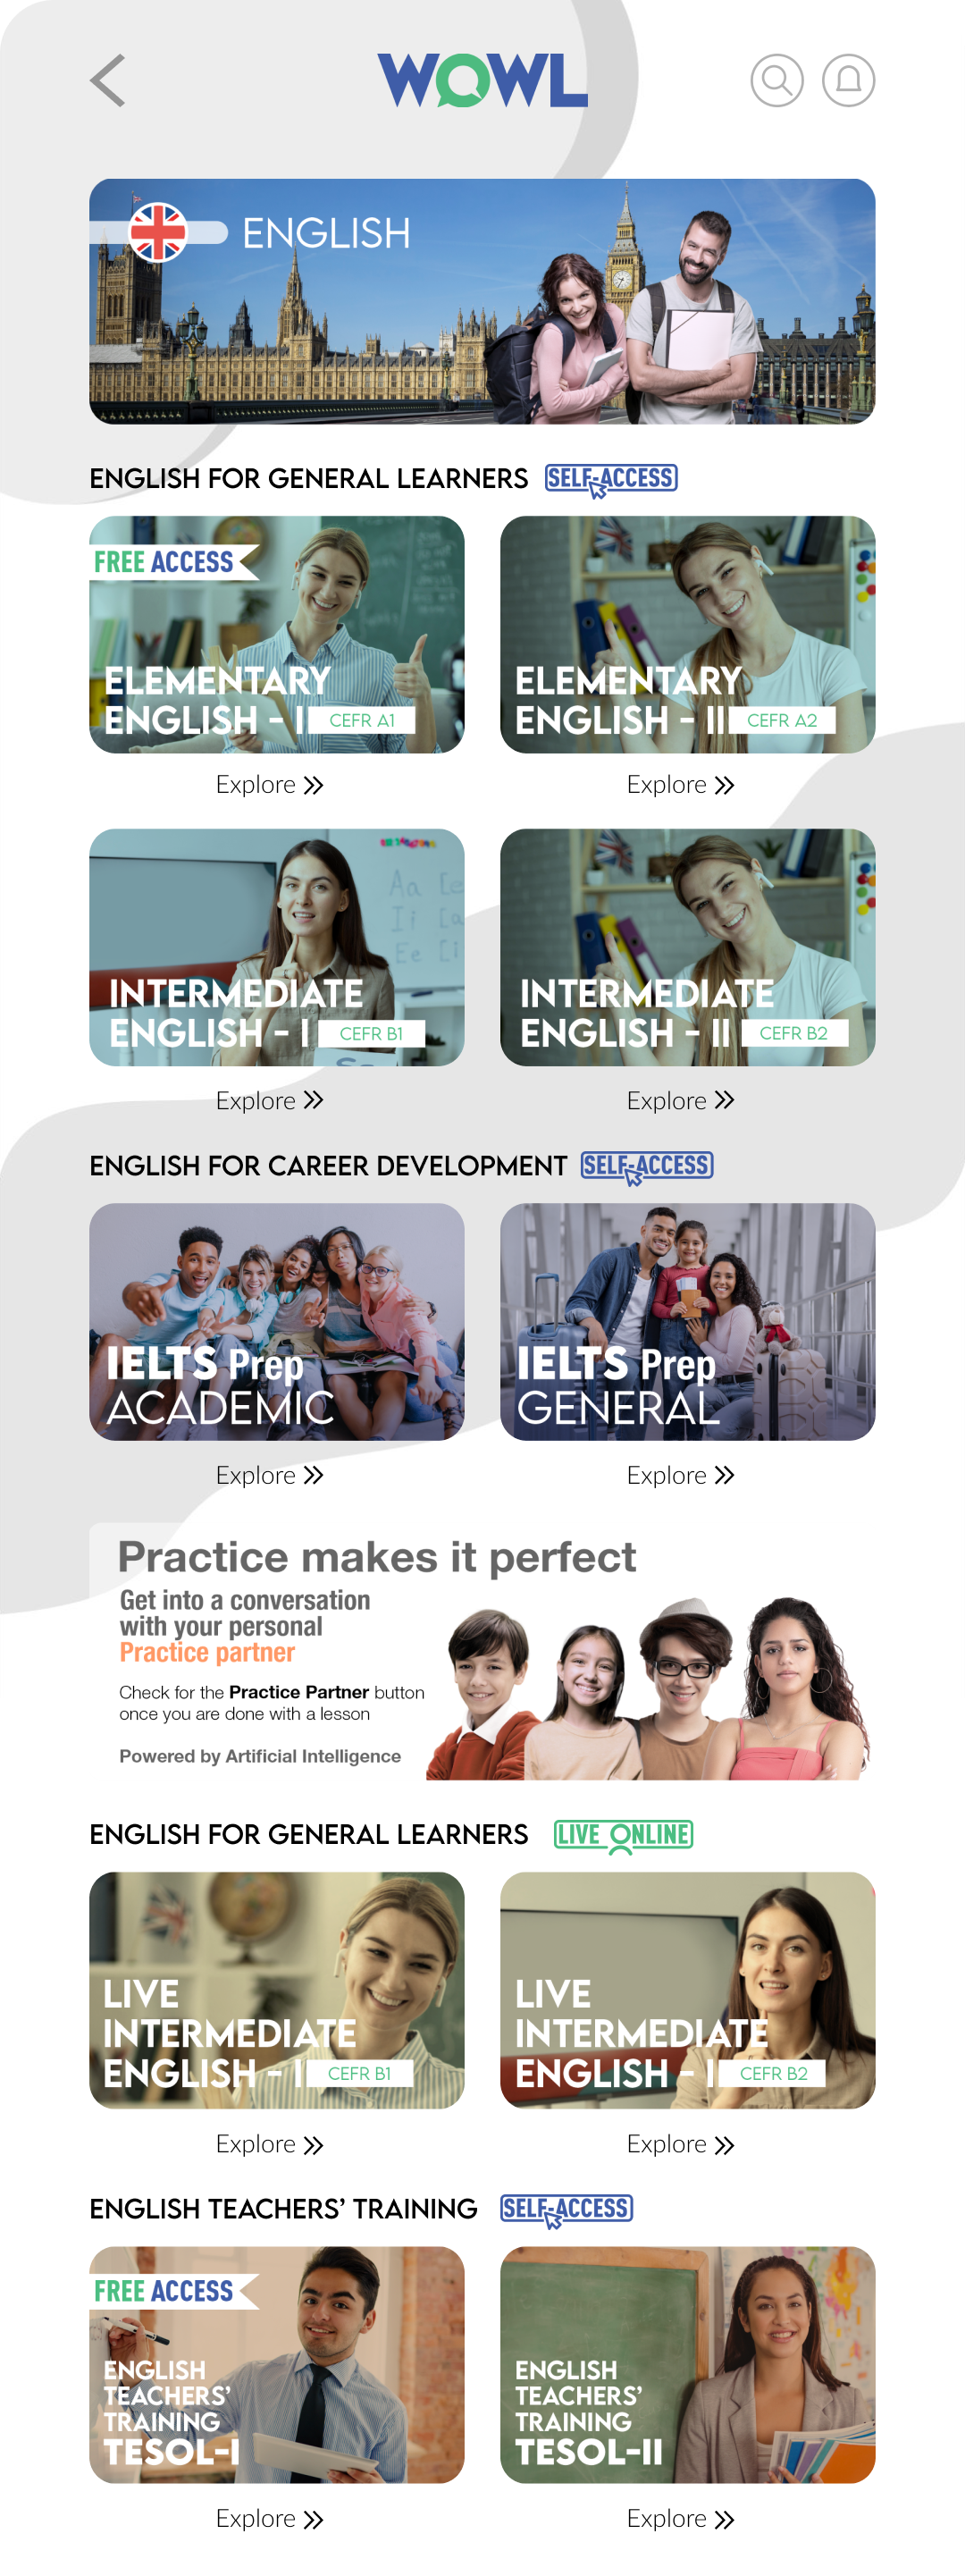 WOWL
ENGLISH
ENGLISH FOR GENERAL LEARNERS SELF-ACCESS
FREE ACCESS
ELEMENTARY
ENGLISH - I CEFR A1
ELEMENTARY
ENGLISH - II CEFR A2
Explore
Explore
Aa
Ii
Ee
INTERMEDIATE
ENGLISH - I CEFR B1
INTERMEDIATE
ENGLISH - II CEFR B2
Explore
Explore
ENGLISH FOR CAREER DEVELOPMENT SELF-ACCESS
IELTS Prep
ACADEMIC
IELTS Prep
GENERAL
Explore
Explore
Practice makes it perfect
Get into a conversation
with your personal
Practice partner
Check for the Practice Partner button
once you are done with a lesson
Powered by Artificial Intelligence
ENGLISH FOR GENERAL LEARNERS LIVE ONLINE
LIVE
INTERMEDIATE
ENGLISH - I CEFR B1
LIVE
INTERMEDIATE
ENGLISH - I CEFR B2
Explore
Explore
ENGLISH TEACHERS’ TRAINING SELF-ACCESS
FREE ACCESS
ENGLISH
TEACHERS’
TRAINING
TESOL-I
ENGLISH
TEACHERS’
TRAINING
TESOL-II
Explore
Explore